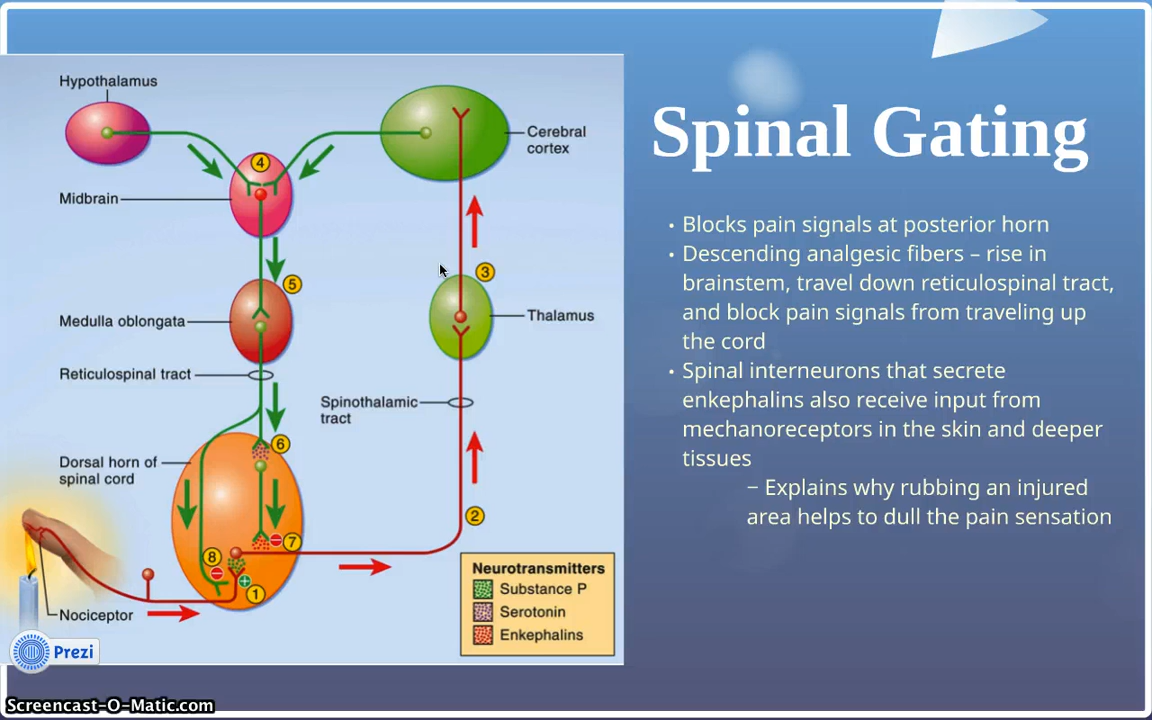 Spinal Gating
Hypothalamus
Cerebral
cortex
4
Midbrain
3
5
Medulla oblongata
Thalamus
Reticulospinal tract
Spinothalamic
tract
6
Dorsal horn of
spinal cord
2
7
8
1
Nociceptor
Neurotransmitters
Substance P
Serotonin
Enkephalins
• Blocks pain signals at posterior horn
• Descending analgesic fibers – rise in
brainstem, travel down reticulospinal tract,
and block pain signals from traveling up
the cord
• Spinal interneurons that secrete
enkephalins also receive input from
mechanoreceptors in the skin and deeper
tissues
– Explains why rubbing an injured
area helps to dull the pain sensation
Prezi
Screencast-O-Matic.com